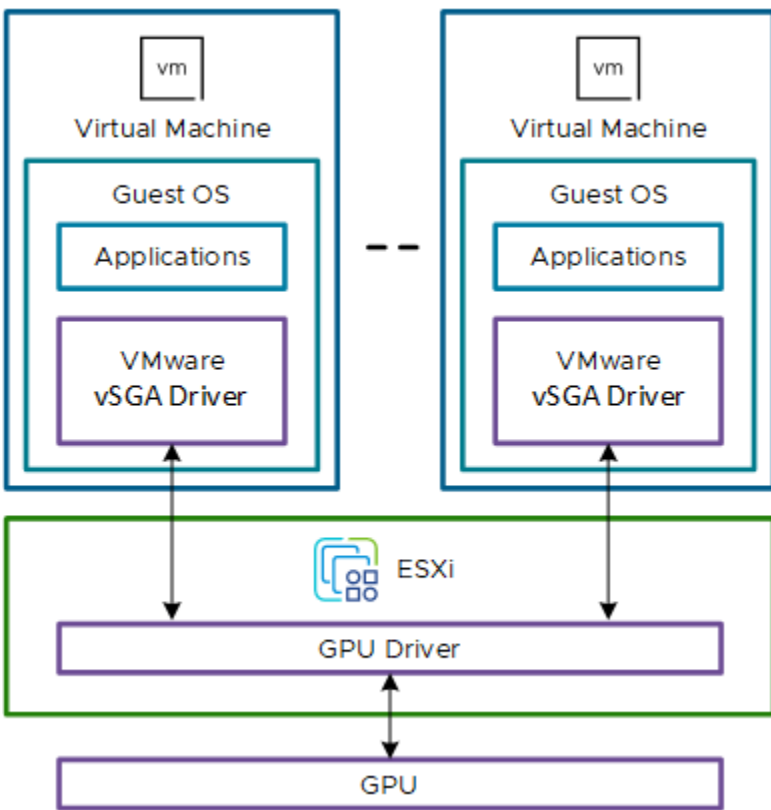 vm
Virtual Machine
Guest OS
Applications
VMware
vSGA Driver
vm
Virtual Machine
Guest OS
Applications
VMware
vSGA Driver
ESXi
GPU Driver
GPU